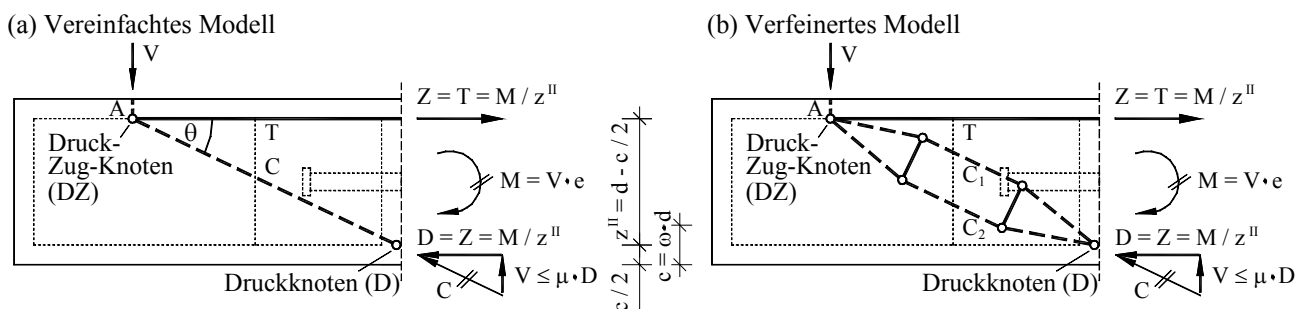 (a) Vereinfachtes Modell
V
A
θ
T
C
Druck-
Zug-Knoten
(DZ)
Druckknoten (D)
Z = T = M / z^II
M = V·e
D = Z = M / z^II
C
V ≤ μ·D
z^II = d - c / 2
c / 2
c = ω·d
(b) Verfeinertes Modell
V
A
T
C₁
C₂
Druck-
Zug-Knoten
(DZ)
Druckknoten (D)
Z = T = M / z^II
M = V·e
D = Z = M / z^II
C
V ≤ μ·D